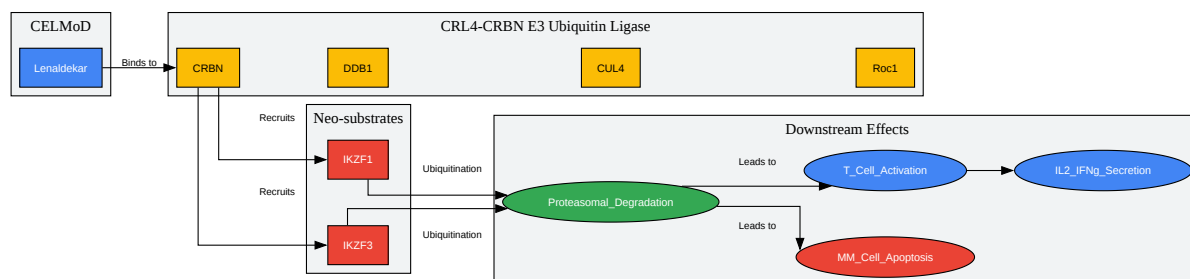 CELMoD
CRL4-CRBN E3 Ubiquitin Ligase
Lenaldekar
Binds to
CRBN
DDB1
CUL4
Roc1
Recruits
Neo-substrates
IKZF1
Recruits
IKZF3
Ubiquitination
Ubiquitination
Downstream Effects
Proteasomal_Degradation
Leads to
T_Cell_Activation
IL2_IFNg_Secretion
Leads to
MM_Cell_Apoptosis